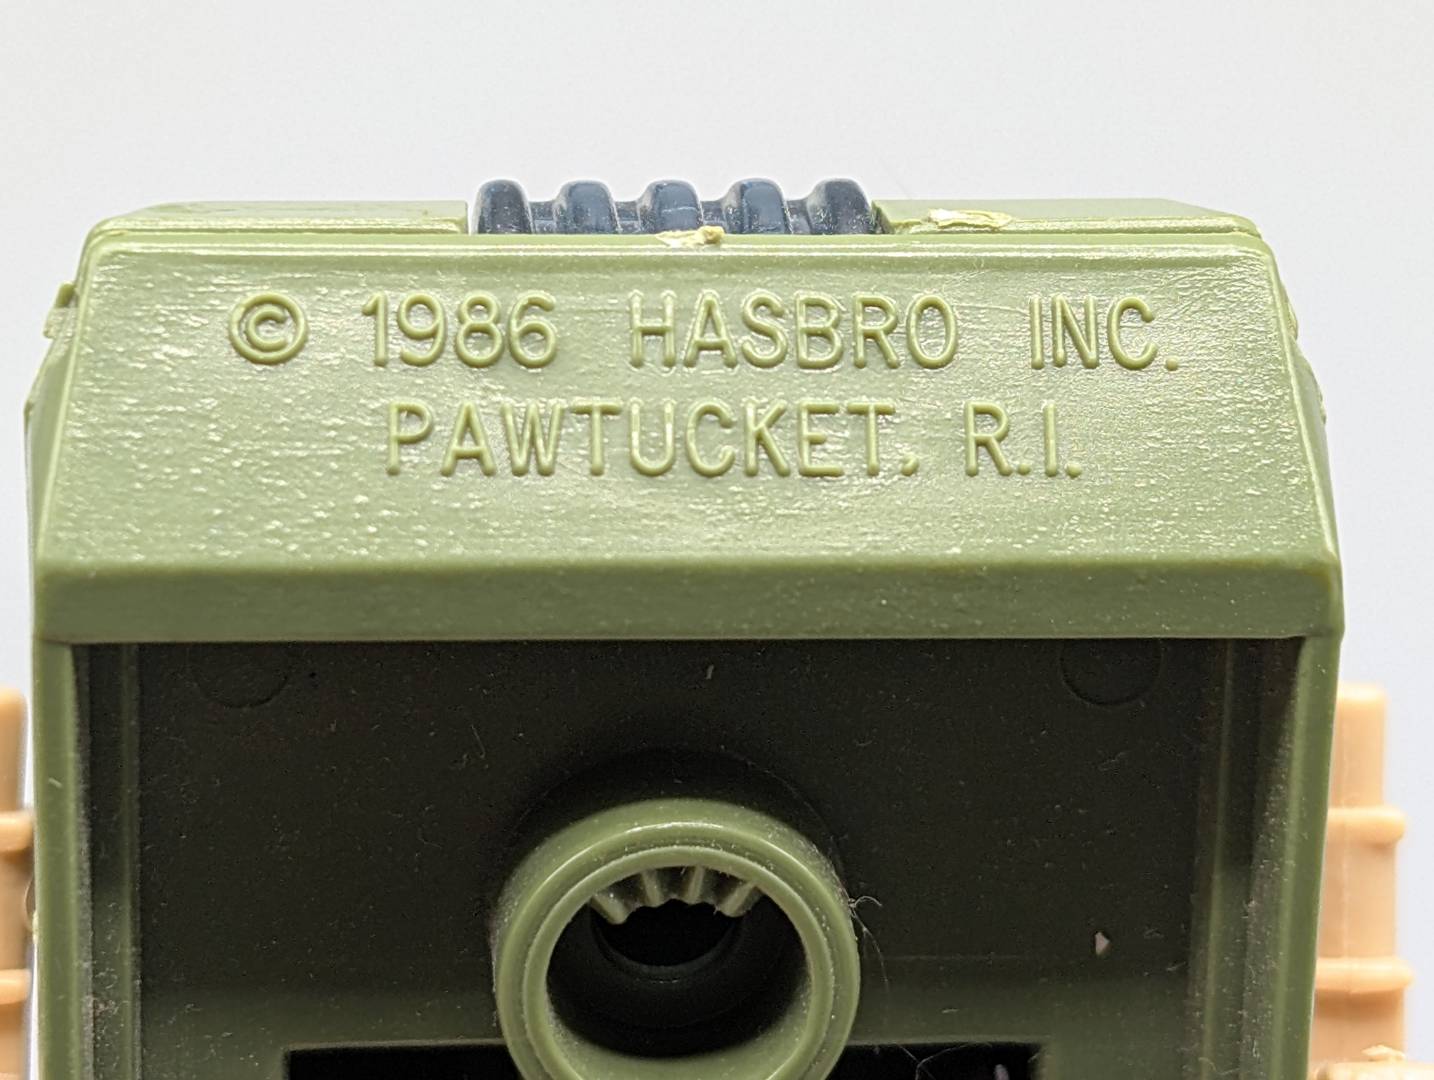 © 1986 HASBRO INC.
PAWTUCKET, R.I.